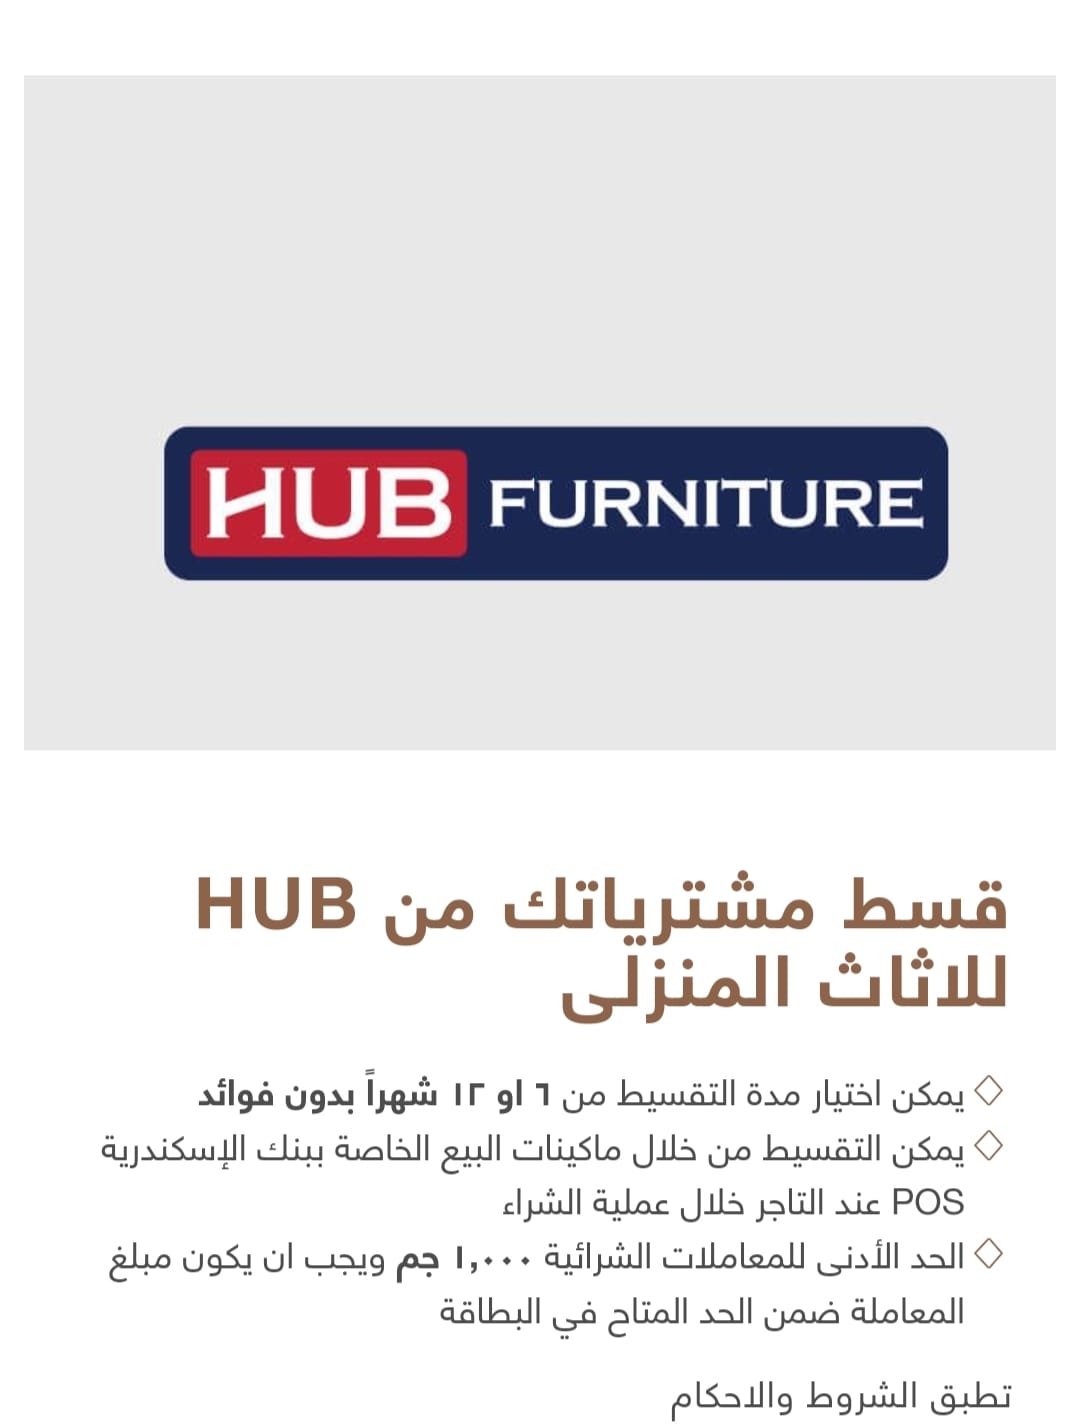 HUB FURNITURE
قسط مشترياتك من HUB
للاثاث المنزلى
يمكن اختيار مدة التقسيط من ٦ او ١٢ شهراً بدون فوائد
يمكن التقسيط من خلال ماكينات البيع الخاصة ببنك الإسكندرية
POS عند التاجر خلال عملية الشراء
الحد الأدنى للمعاملات الشرائية ١,٠٠٠ جم ويجب ان يكون مبلغ
المعاملة ضمن الحد المتاح في البطاقة
تطبق الشروط والاحكام